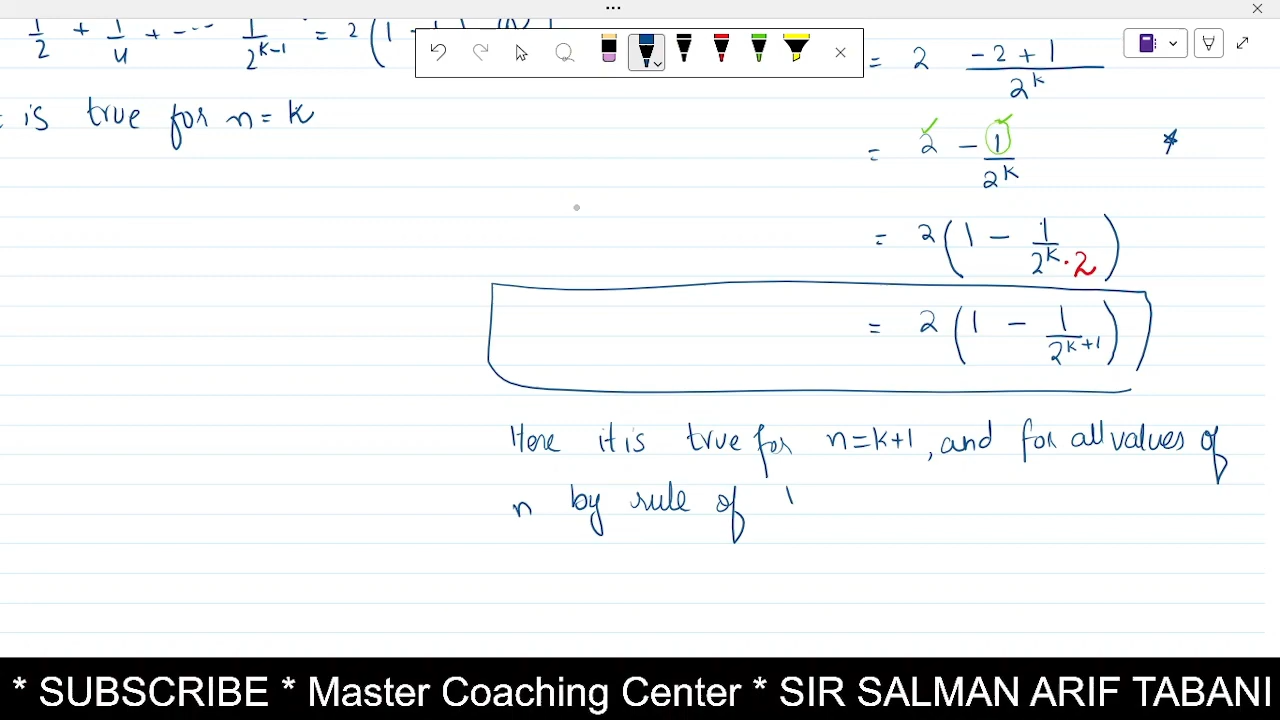 1/2 + 1/4 + --- 1/2^(k-1) = 2(1 -
= 2 (-2 + 1)/2^k
is true for n = k
= 2 - 1/2^k *
= 2(1 - 1/(2^k · 2))
= 2(1 - 1/2^(k+1))
Here it is true for n = k+1, and for all values of
n by rule of
* SUBSCRIBE * Master Coaching Center * SIR SALMAN ARIF TABANI